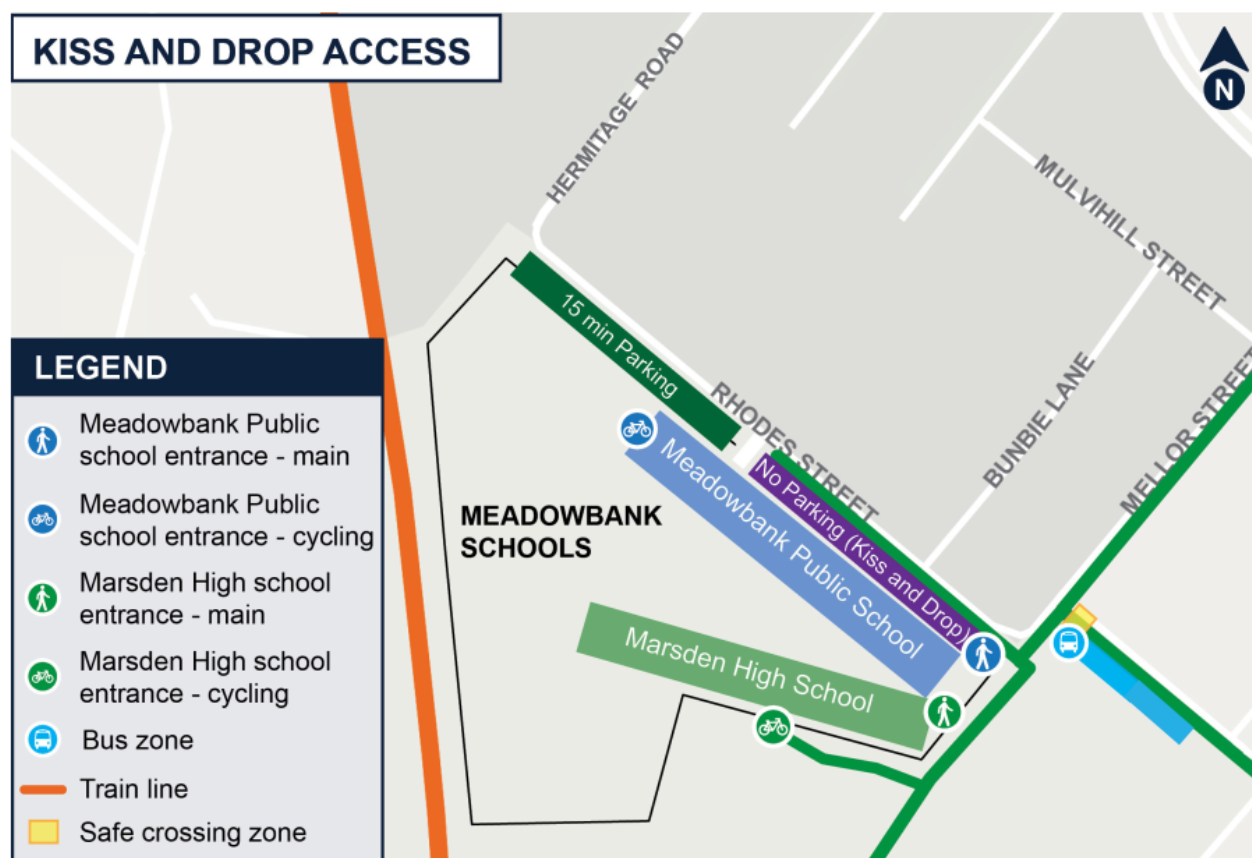 KISS AND DROP ACCESS
N
HERMITAGE ROAD
MULVIHILL STREET
15 min Parking
RHODES STREET
BUNBIE LANE
MELLOR STREET
No Parking (Kiss and Drop)
Meadowbank Public School
MEADOWBANK
SCHOOLS
Marsden High School
LEGEND
Meadowbank Public
school entrance - main
Meadowbank Public
school entrance - cycling
Marsden High school
entrance - main
Marsden High school
entrance - cycling
Bus zone
Train line
Safe crossing zone